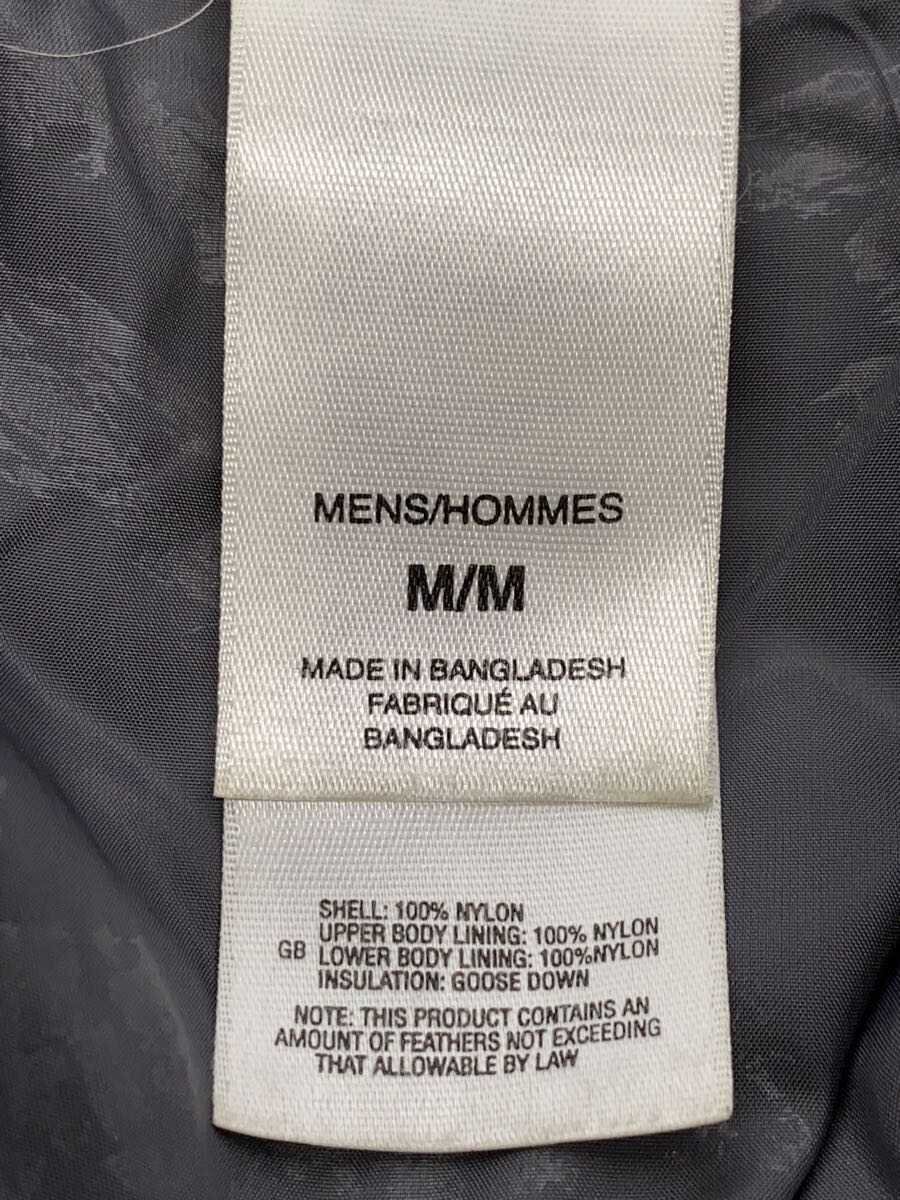 MENS/HOMMES
M/M
MADE IN BANGLADESH
FABRIQUÉ AU
BANGLADESH
SHELL: 100% NYLON
UPPER BODY LINING: 100% NYLON
GB LOWER BODY LINING: 100%NYLON
INSULATION: GOOSE DOWN
NOTE: THIS PRODUCT CONTAINS AN
AMOUNT OF FEATHERS NOT EXCEEDING
THAT ALLOWABLE BY LAW